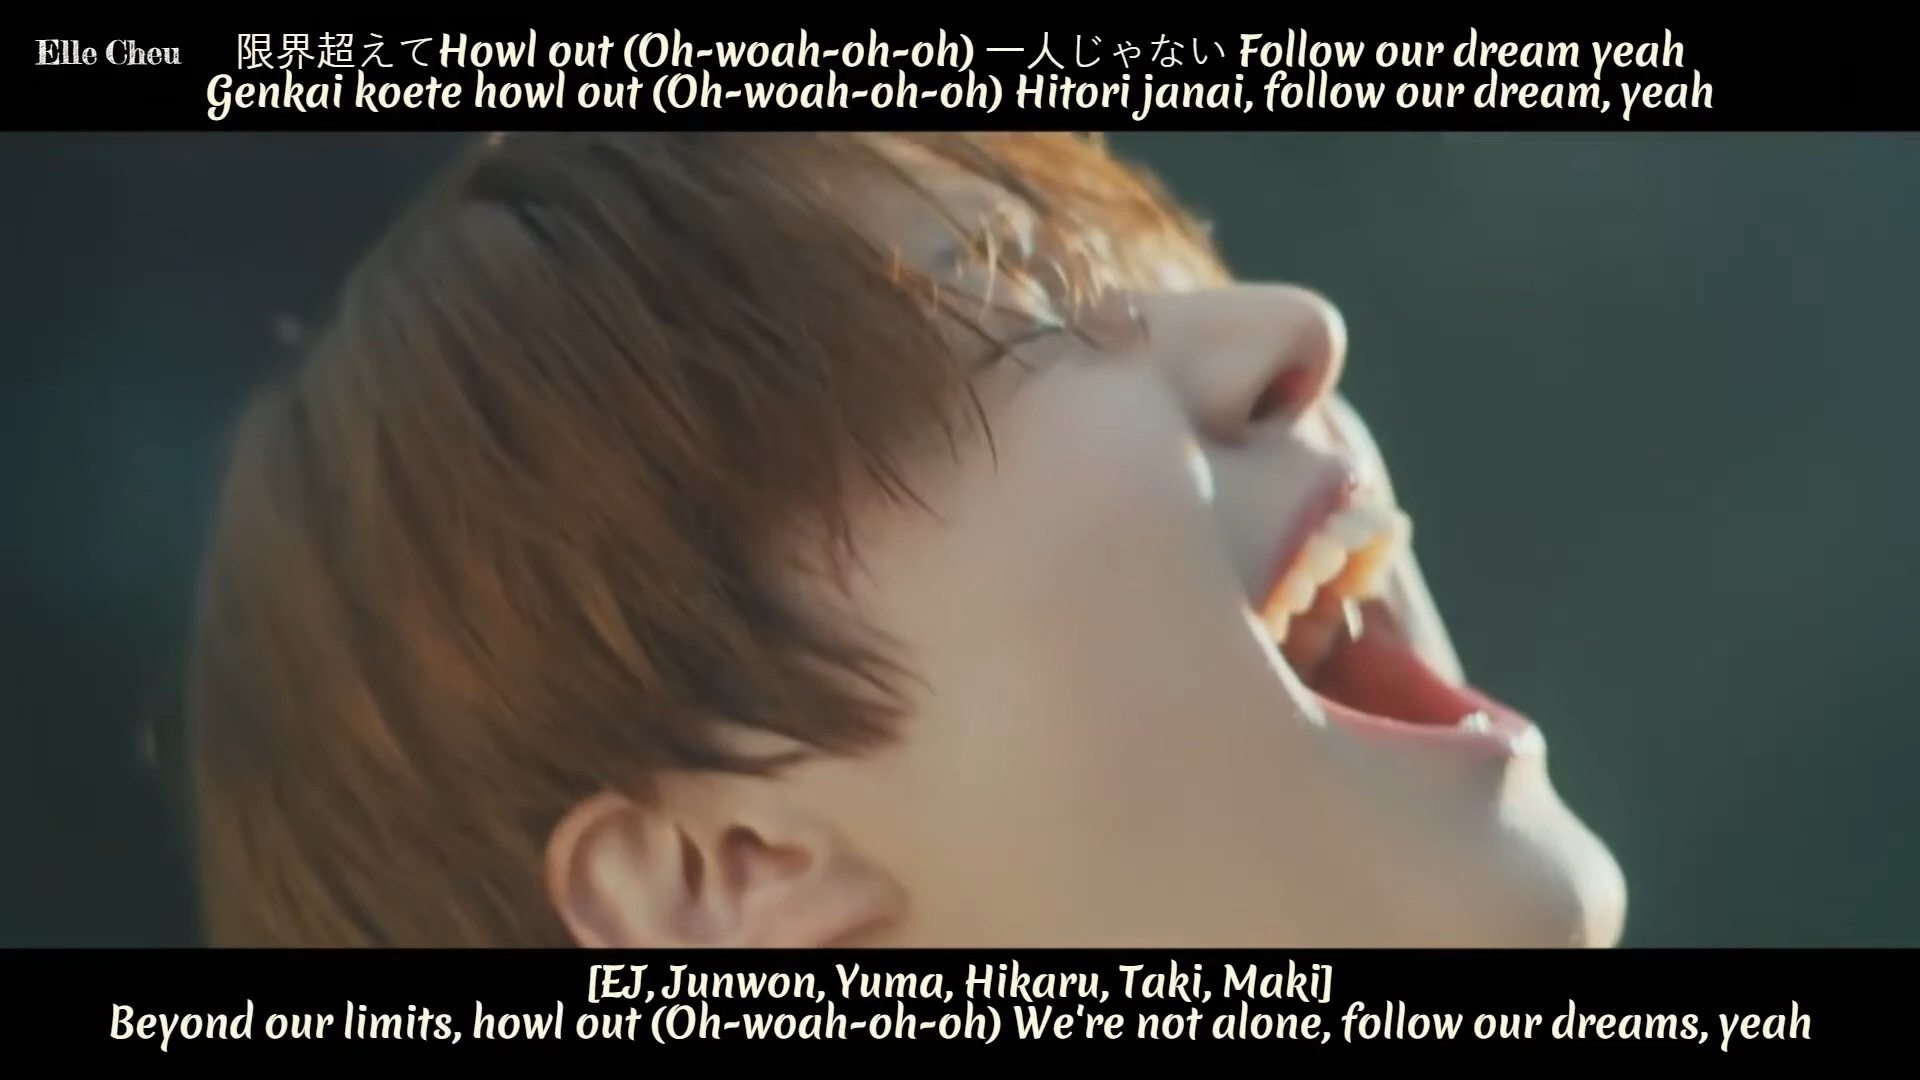 Elle Cheu
限界超えてHowl out (Oh-woah-oh-oh) 一人じゃない Follow our dream yeah
Genkai koete howl out (Oh-woah-oh-oh) Hitori janai, follow our dream, yeah
[EJ, Junwon, Yuma, Hikaru, Taki, Maki]
Beyond our limits, howl out (Oh-woah-oh-oh) We're not alone, follow our dreams, yeah